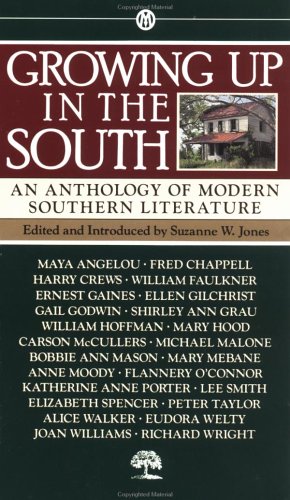 GROWING UP
IN THE
SOUTH
AN ANTHOLOGY OF MODERN
SOUTHERN LITERATURE
Edited and Introduced by Suzanne W. Jones
MAYA ANGELOU · FRED CHAPPELL
HARRY CREWS · WILLIAM FAULKNER
ERNEST GAINES · ELLEN GILCHRIST
GAIL GODWIN · SHIRLEY ANN GRAU
WILLIAM HOFFMAN · MARY HOOD
CARSON McCULLERS · MICHAEL MALONE
BOBBIE ANN MASON · MARY MEBANE
ANNE MOODY · FLANNERY O'CONNOR
KATHERINE ANNE PORTER · LEE SMITH
ELIZABETH SPENCER · PETER TAYLOR
ALICE WALKER · EUDORA WELTY
JOAN WILLIAMS · RICHARD WRIGHT